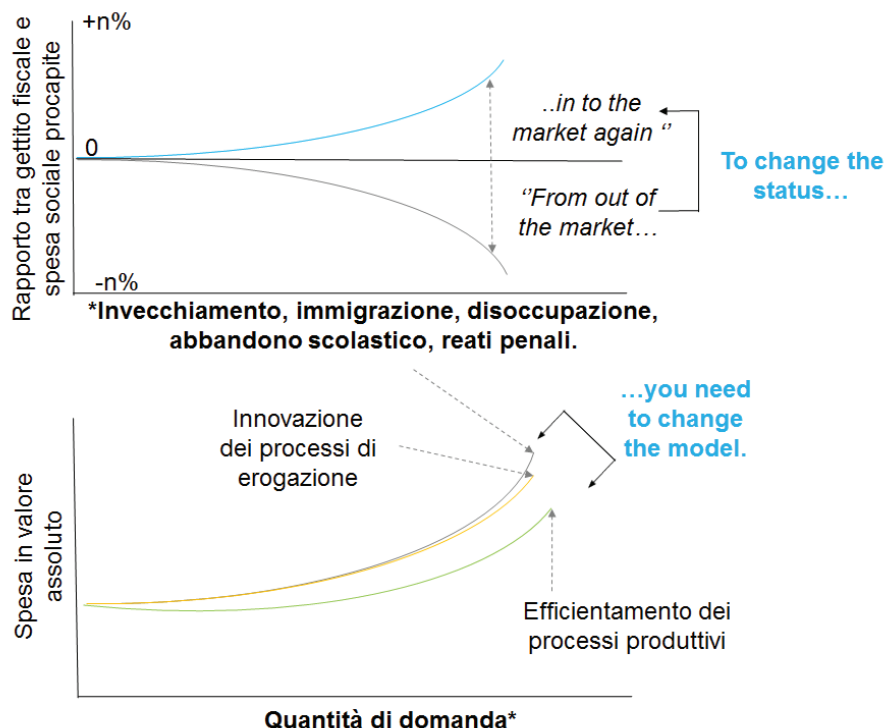 +n%
Rapporto tra gettito fiscale e
spesa sociale procapite
0
-n%
..in to the
market again ‘’
‘’From out of
the market…
To change the
status…
*Invecchiamento, immigrazione, disoccupazione,
abbandono scolastico, reati penali.
…you need
to change
the model.
Innovazione
dei processi di
erogazione
Spesa in valore
assoluto
Efficientamento dei
processi produttivi
Quantità di domanda*